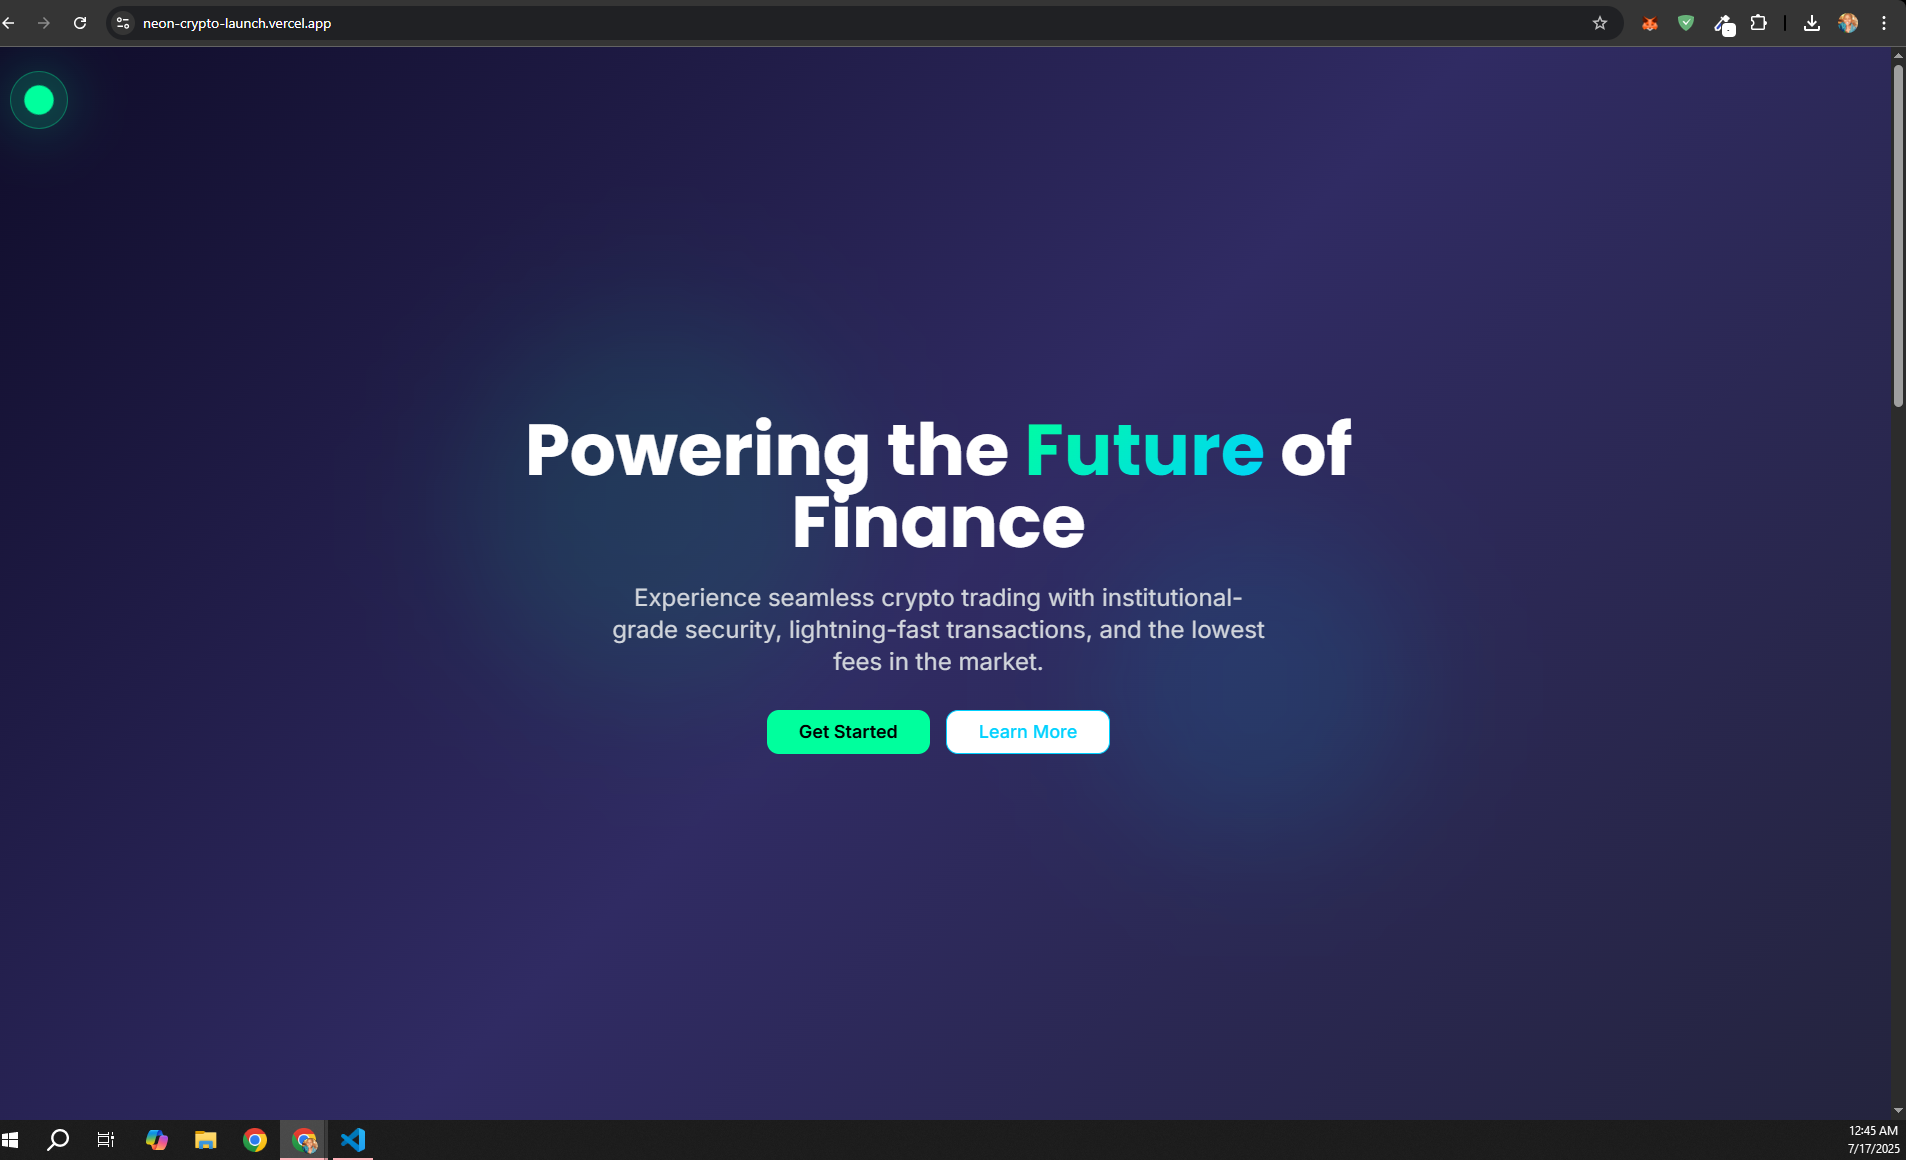 neon-crypto-launch.vercel.app
Powering the Future of
Finance
Experience seamless crypto trading with institutional-
grade security, lightning-fast transactions, and the lowest
fees in the market.
Get Started
Learn More
12:45 AM
7/17/2025